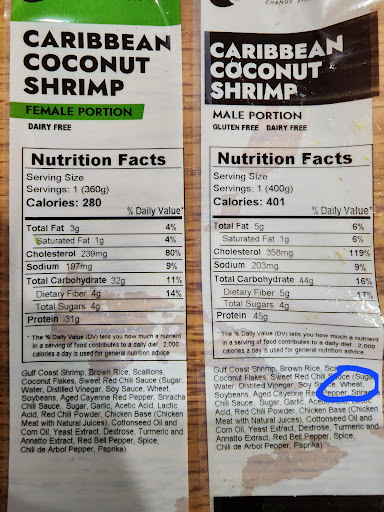 CARIBBEAN
COCONUT
SHRIMP
FEMALE PORTION
DAIRY FREE
Nutrition Facts
Serving Size
Servings: 1 (360g)
Calories: 280
% Daily Value*
Total Fat 3g 4%
Saturated Fat 1g 4%
Cholesterol 239mg 80%
Sodium 197mg 9%
Total Carbohydrate 32g 11%
Dietary Fiber 4g 14%
Total Sugars 4g
Protein 31g
* The % Daily Value (DV) tells you how much a nutrient
in a serving of food contributes to a daily diet. 2,000
calories a day is used for general nutrition advice
Gulf Coast Shrimp, Brown Rice, Scallions,
Coconut Flakes, Sweet Red Chili Sauce (Sugar,
Water, Distilled Vinegar, Soy Sauce, Wheat,
Soybeans, Aged Cayenne Red Pepper, Sriracha
Chili Sauce, Sugar, Garlic, Acetic Acid, Lactic
Acid, Red Chili Powder, Chicken Base (Chicken
Meat with Natural Juices), Cottonseed Oil and
Corn Oil, Yeast Extract, Dextrose, Turmeric and
Annatto Extract, Red Bell Pepper, Spice,
Chili de Arbol Pepper, Paprika)
CHANGE
CARIBBEAN
COCONUT
SHRIMP
MALE PORTION
GLUTEN FREE DAIRY FREE
Nutrition Facts
Serving Size
Servings: 1 (400g)
Calories: 401
% Daily Value*
Total Fat 5g 6%
Saturated Fat 1g 6%
Cholesterol 358mg 119%
Sodium 203mg 9%
Total Carbohydrate 44g 16%
Dietary Fiber 5g 17%
Total Sugars 4g
Protein 45g
* The % Daily Value (DV) tells you how much a nutrient
in a serving of food contributes to a daily diet. 2,000
calories a day is used for general nutrition advice
Gulf Coast Shrimp, Brown Rice,
Coconut Flakes, Sweet Red Chili Sauce (Sugar,
Water, Distilled Vinegar, Soy Sauce, Wheat,
Soybeans, Aged Cayenne Red Pepper,
Chili Sauce, Sugar, Garlic,
Acid, Red Chili Powder, Chicken Base (Chicken
Meat with Natural Juices), Cottonseed Oil and
Corn Oil, Yeast Extract, Dextrose, Turmeric and
Annatto Extract, Red Bell Pepper, Spice,
Chili de Arbol Pepper, Paprika)